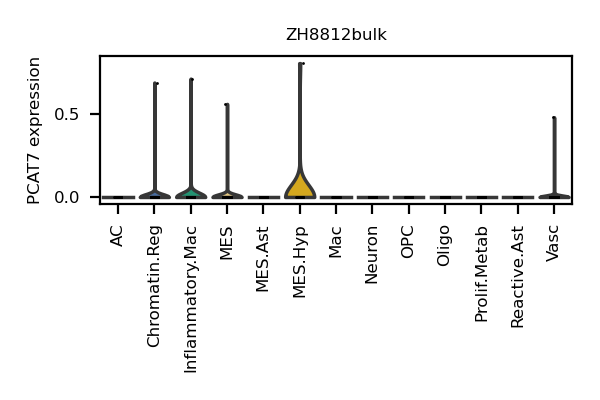 ZH8812bulk
PCAT7 expression
0.5
0.0
AC
Chromatin.Reg
Inflammatory.Mac
MES
MES.Ast
MES.Hyp
Mac
Neuron
OPC
Oligo
Prolif.Metab
Reactive.Ast
Vasc